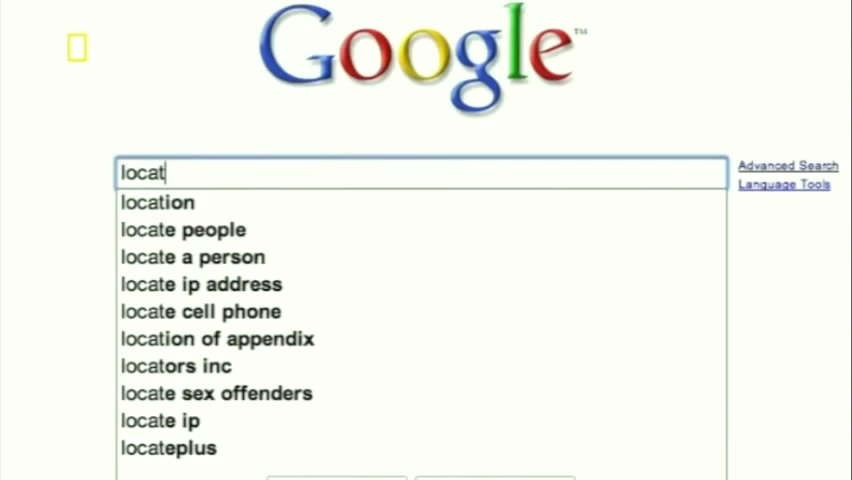 Google™
locat
Advanced Search
Language Tools
location
locate people
locate a person
locate ip address
locate cell phone
location of appendix
locators inc
locate sex offenders
locate ip
locateplus